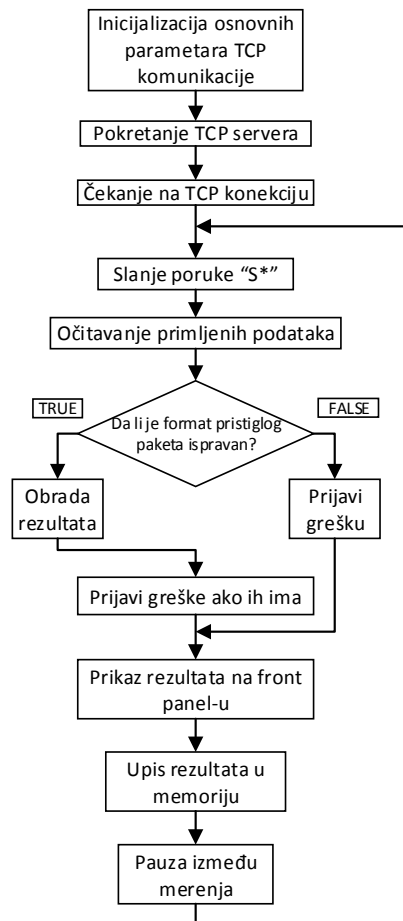 Inicijalizacija osnovnih
parametara TCP
komunikacije
Pokretanje TCP servera
Čekanje na TCP konekciju
Slanje poruke “S*”
Očitavanje primljenih podataka
TRUE
FALSE
Da li je format pristiglog
paketa ispravan?
Obrada
rezultata
Prijavi
grešku
Prijavi greške ako ih ima
Prikaz rezultata na front
panel-u
Upis rezultata u
memoriju
Pauza između
merenja